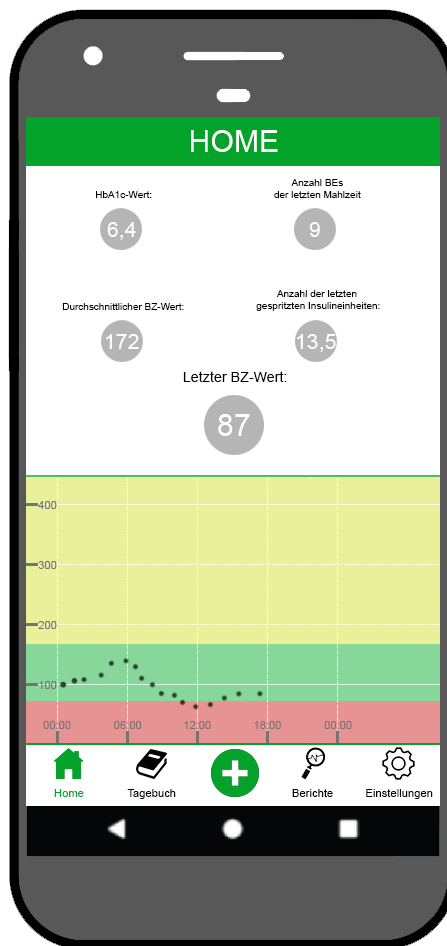 HOME
HbA1c-Wert:
6,4
Anzahl BEs
der letzten Mahlzeit
9
Durchschnittlicher BZ-Wert:
172
Anzahl der letzten
gespritzten Insulineinheiten:
13,5
Letzter BZ-Wert:
87
400
300
200
100
00:00 06:00 12:00 18:00 00:00
Home Tagebuch Berichte Einstellungen